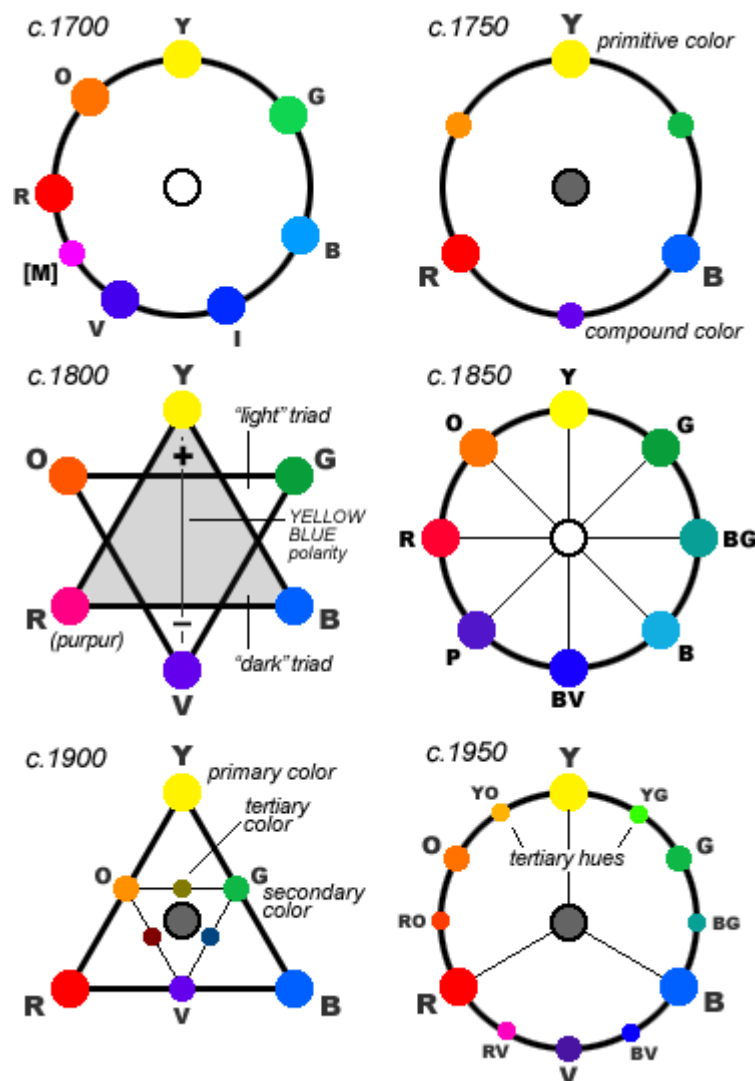 c.1700
Y
O
G
R
B
[M]
V
I
c.1750
Y
primitive color
R
B
compound color
c.1800
Y
"light" triad
O
+
G
YELLOW
BLUE
polarity
R
–
B
(purpur)
"dark" triad
V
c.1850
Y
O
G
R
BG
P
B
BV
c.1900
Y
primary color
tertiary
color
O
G
secondary
color
R
V
B
c.1950
Y
YO
YG
O
tertiary hues
G
RO
BG
R
B
RV
BV
V